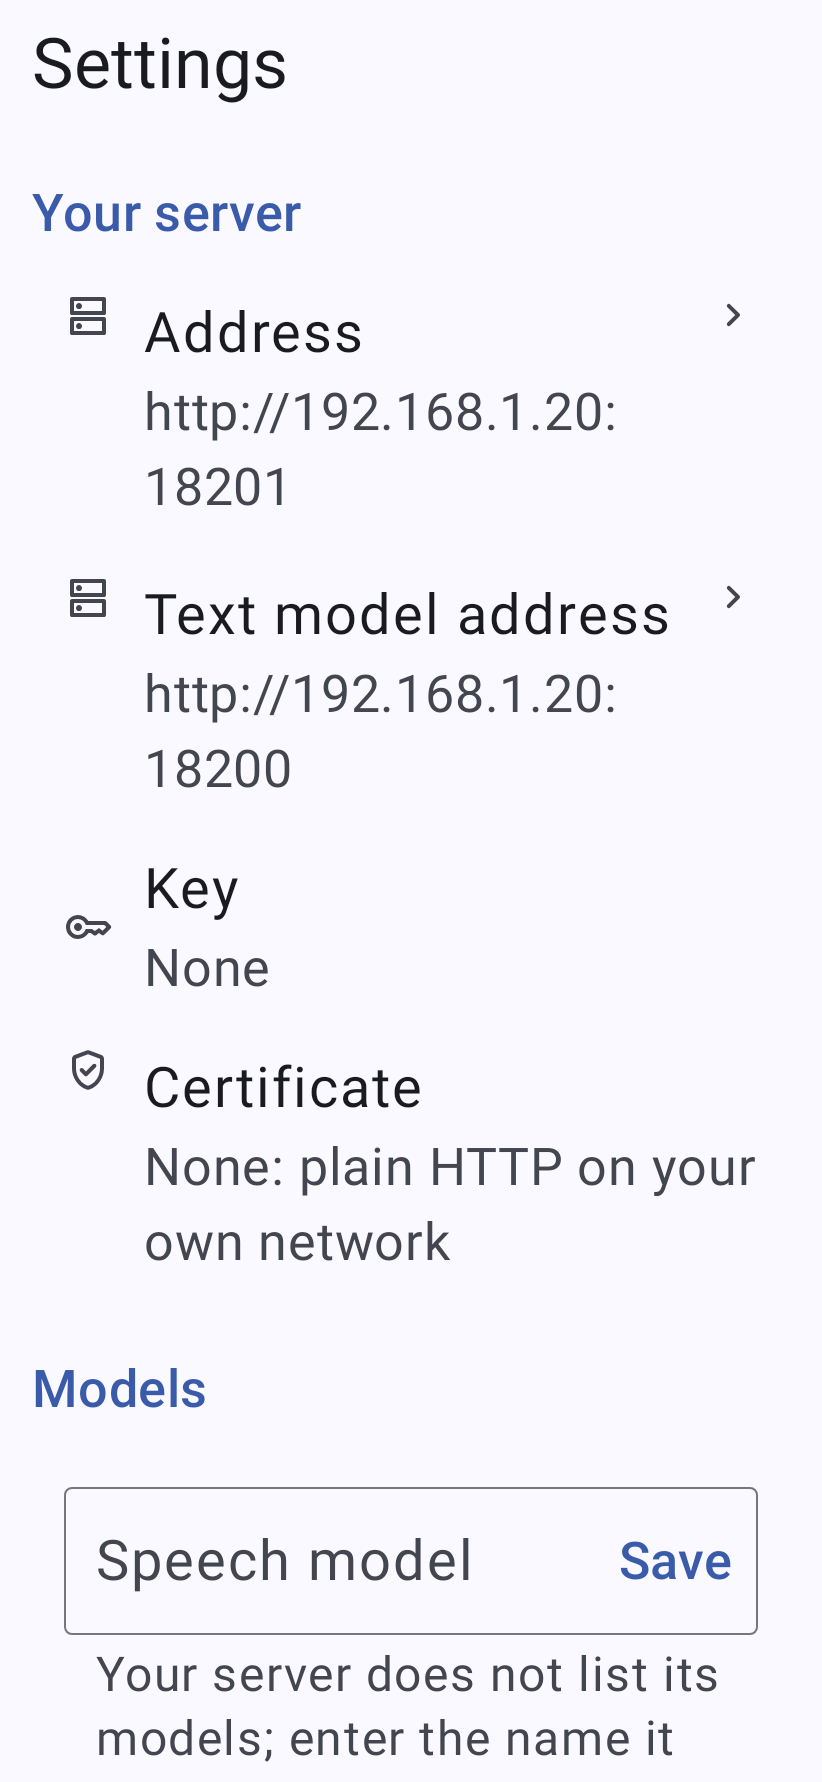 Settings
Your server
Address
http://192.168.1.20:
18201
Text model address
http://192.168.1.20:
18200
Key
None
Certificate
None: plain HTTP on your
own network
Models
Speech model
Save
Your server does not list its
models; enter the name it